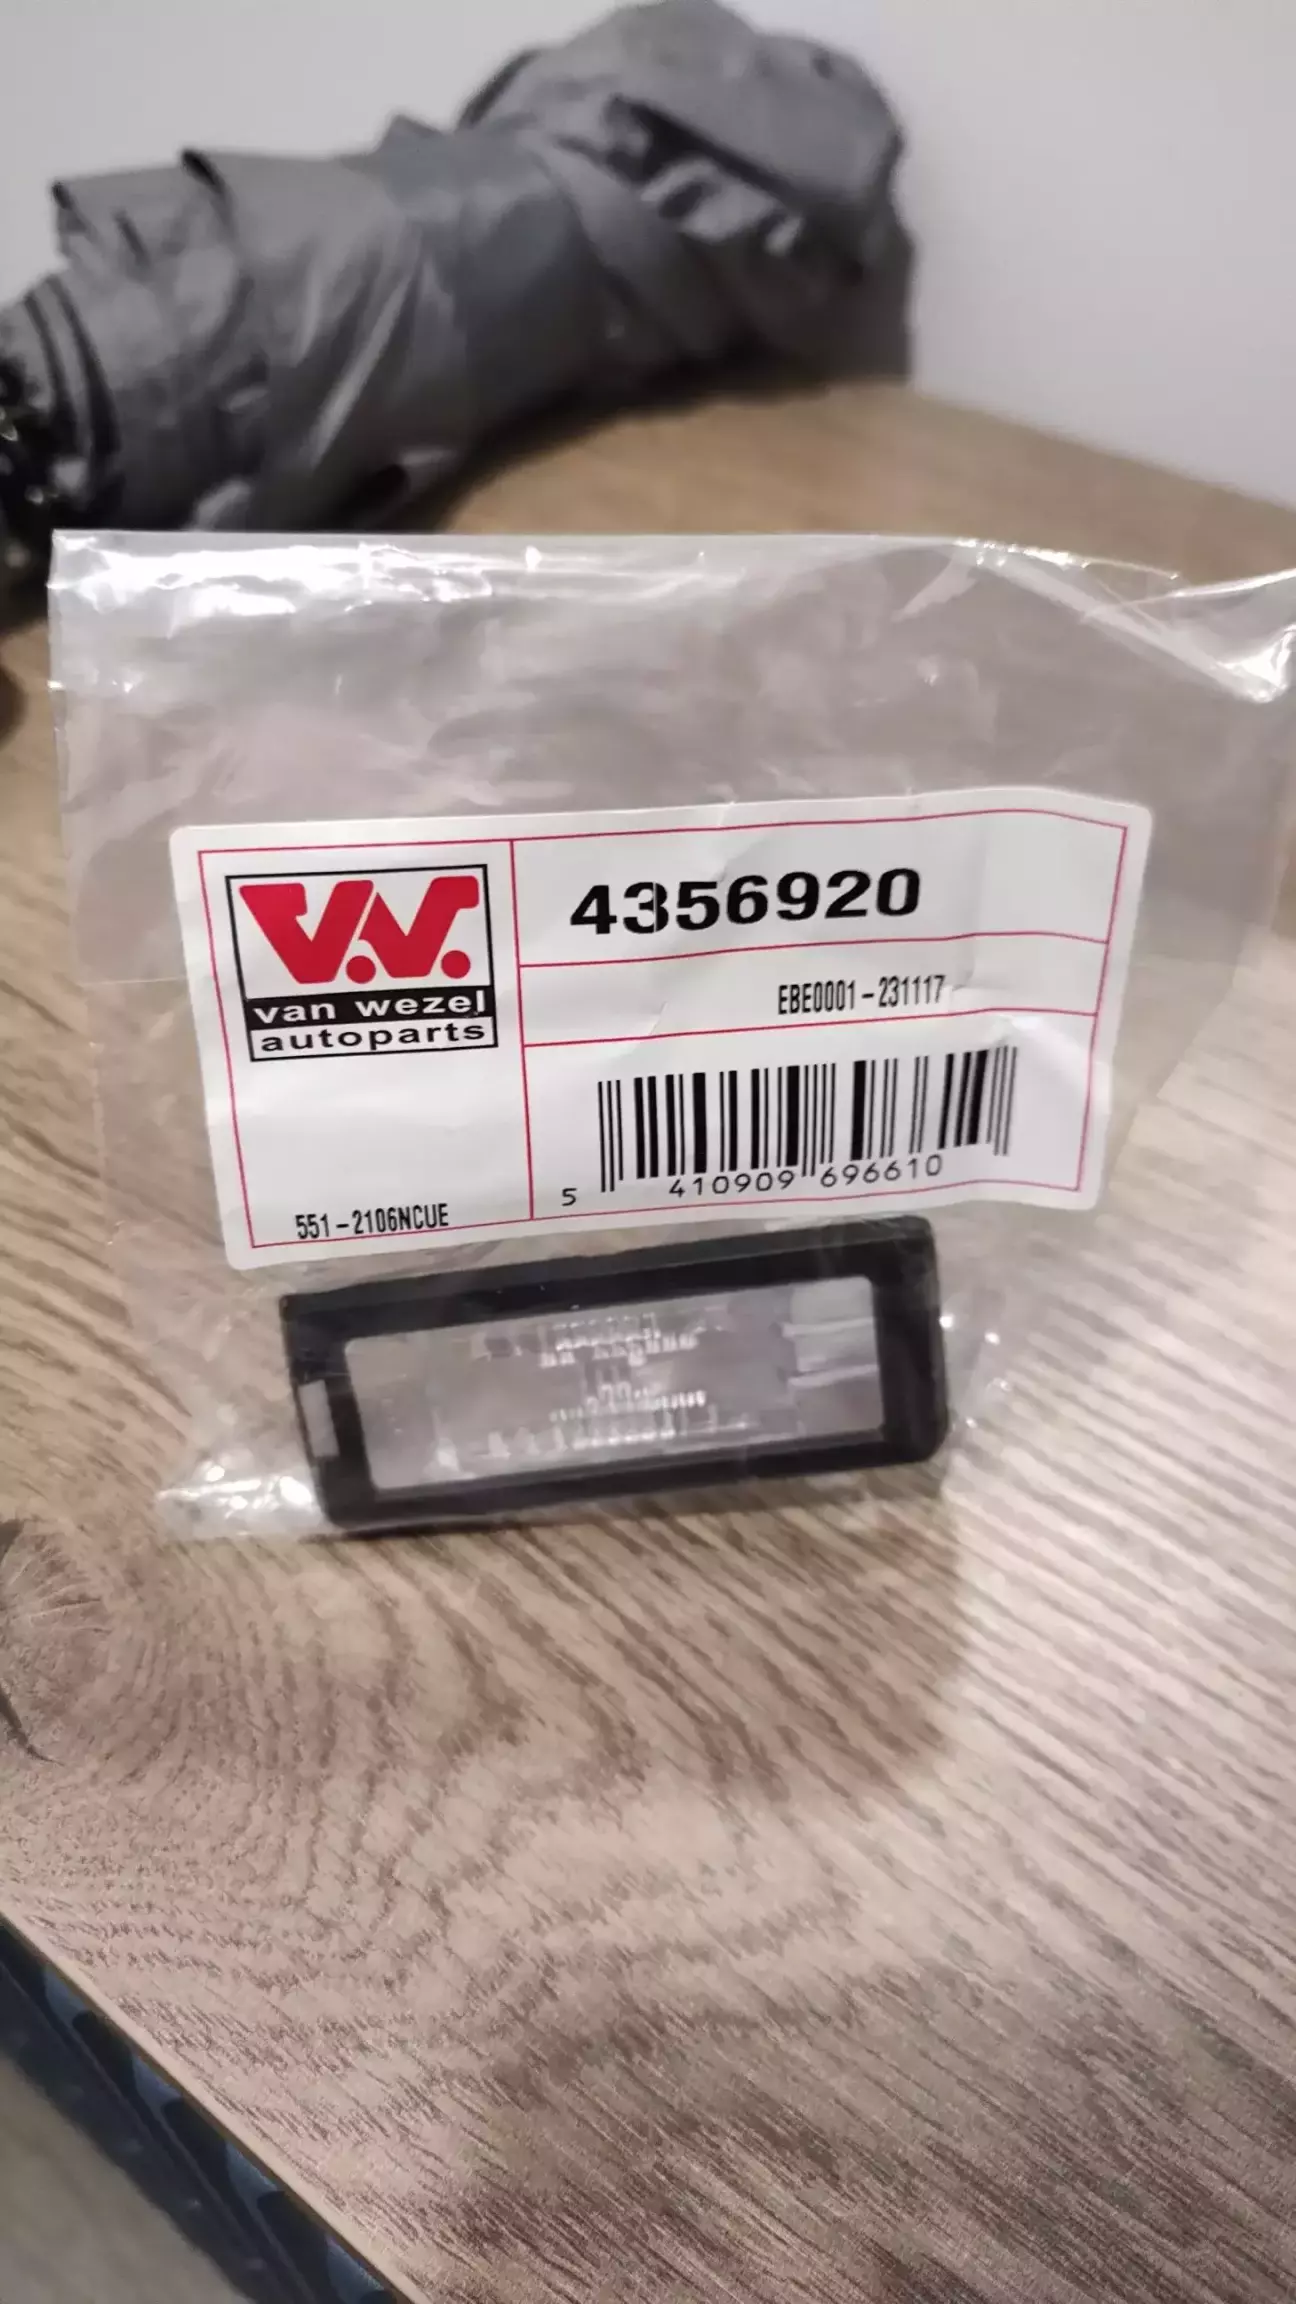 V.W.
van wezel
autoparts
4356920
EBE0001-231117
5 410909 696610
551-2106NCUE